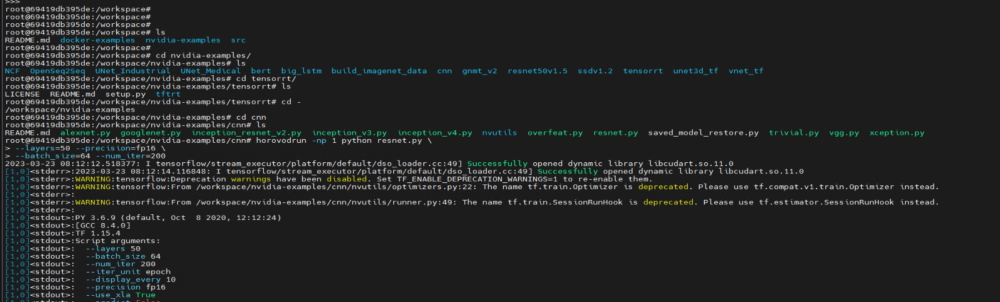 >>>
root@69419db395de:/workspace#
root@69419db395de:/workspace#
root@69419db395de:/workspace#
root@69419db395de:/workspace# ls
README.md  docker-examples  nvidia-examples  src
root@69419db395de:/workspace#
root@69419db395de:/workspace# cd nvidia-examples/
root@69419db395de:/workspace/nvidia-examples# ls
NCF  OpenSeq2Seq  UNet_Industrial  UNet_Medical  bert  big_lstm  build_imagenet_data  cnn  gnmt_v2  resnet50v1.5  ssdv1.2  tensorrt  unet3d_tf  vnet_tf
root@69419db395de:/workspace/nvidia-examples# cd tensorrt/
root@69419db395de:/workspace/nvidia-examples/tensorrt# ls
LICENSE  README.md  setup.py  tftrt
root@69419db395de:/workspace/nvidia-examples/tensorrt# cd -
/workspace/nvidia-examples
root@69419db395de:/workspace/nvidia-examples# cd cnn
root@69419db395de:/workspace/nvidia-examples/cnn# ls
README.md  alexnet.py  googlenet.py  inception_resnet_v2.py  inception_v3.py  inception_v4.py  nvutils  overfeat.py  resnet.py  saved_model_restore.py  trivial.py  vgg.py  xception.py
root@69419db395de:/workspace/nvidia-examples/cnn# horovodrun -np 1 python resnet.py \
> --layers=50 --precision=fp16 \
> --batch_size=64 --num_iter=200
2023-03-23 08:12:12.518377: I tensorflow/stream_executor/platform/default/dso_loader.cc:49] Successfully opened dynamic library libcudart.so.11.0
[1,0]<stderr>:2023-03-23 08:12:14.116848: I tensorflow/stream_executor/platform/default/dso_loader.cc:49] Successfully opened dynamic library libcudart.so.11.0
[1,0]<stderr>:WARNING:tensorflow:Deprecation warnings have been disabled. Set TF_ENABLE_DEPRECATION_WARNINGS=1 to re-enable them.
[1,0]<stderr>:WARNING:tensorflow:From /workspace/nvidia-examples/cnn/nvutils/optimizers.py:22: The name tf.train.Optimizer is deprecated. Please use tf.compat.v1.train.Optimizer instead.
[1,0]<stderr>:
[1,0]<stderr>:WARNING:tensorflow:From /workspace/nvidia-examples/cnn/nvutils/runner.py:49: The name tf.train.SessionRunHook is deprecated. Please use tf.estimator.SessionRunHook instead.
[1,0]<stderr>:
[1,0]<stdout>:PY 3.6.9 (default, Oct  8 2020, 12:12:24)
[1,0]<stdout>:[GCC 8.4.0]
[1,0]<stdout>:TF 1.15.4
[1,0]<stdout>:Script arguments:
[1,0]<stdout>:  --layers 50
[1,0]<stdout>:  --batch_size 64
[1,0]<stdout>:  --num_iter 200
[1,0]<stdout>:  --iter_unit epoch
[1,0]<stdout>:  --display_every 10
[1,0]<stdout>:  --precision fp16
[1,0]<stdout>:  --use_xla True